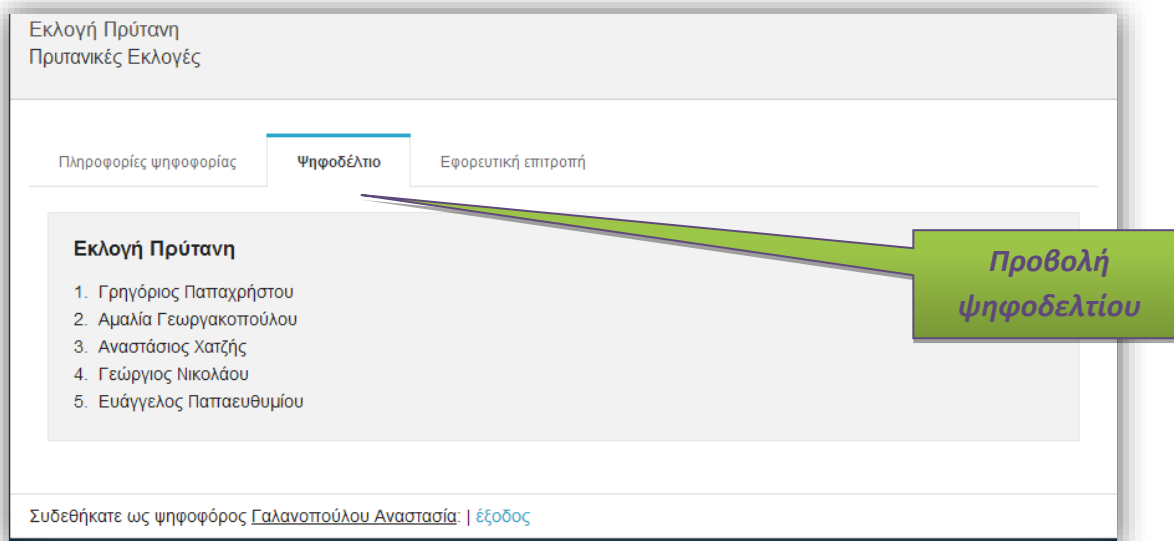 Εκλογή Πρύτανη
Πρυτανικές Εκλογές
Πληροφορίες ψηφοφορίας Ψηφοδέλτιο Εφορευτική επιτροπή
Εκλογή Πρύτανη
1. Γρηγόριος Παπαχρήστου
2. Αμαλία Γεωργακοπούλου
3. Αναστάσιος Χατζής
4. Γεώργιος Νικολάου
5. Ευάγγελος Παπαευθυμίου
Προβολή
ψηφοδελτίου
Συδεθήκατε ως ψηφοφόρος Γαλανοπούλου Αναστασία: | έξοδος